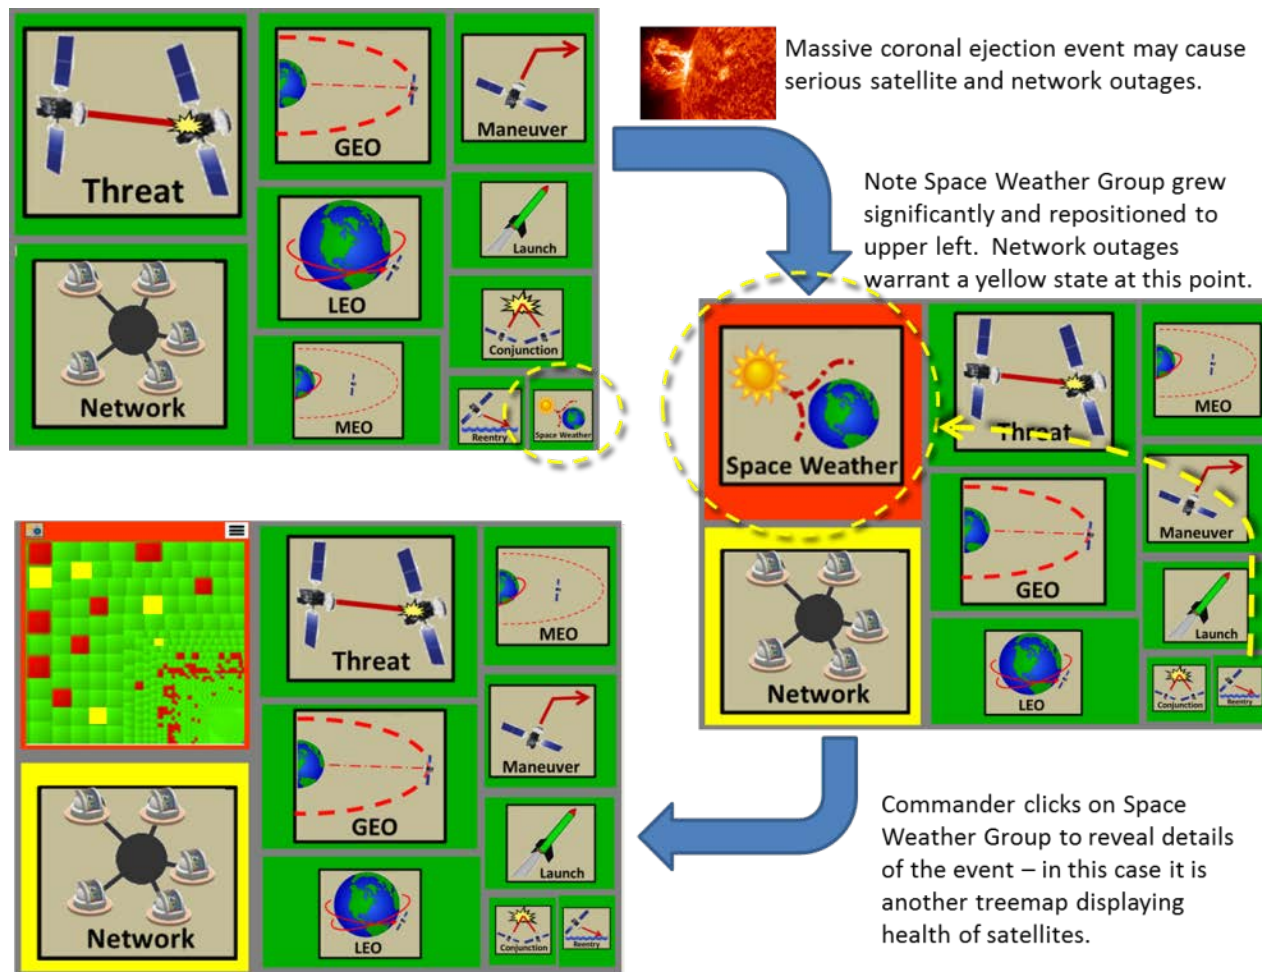 Threat
GEO
Maneuver
Launch
LEO
Network
Conjunction
MEO
Reentry
Space Weather
Massive coronal ejection event may cause
serious satellite and network outages.
Note Space Weather Group grew
significantly and repositioned to
upper left.  Network outages
warrant a yellow state at this point.
Space Weather
Threat
MEO
Maneuver
GEO
Launch
Network
LEO
Conjunction
Reentry
Commander clicks on Space
Weather Group to reveal details
of the event – in this case it is
another treemap displaying
health of satellites.
Threat
MEO
Maneuver
GEO
Launch
Network
LEO
Conjunction
Reentry